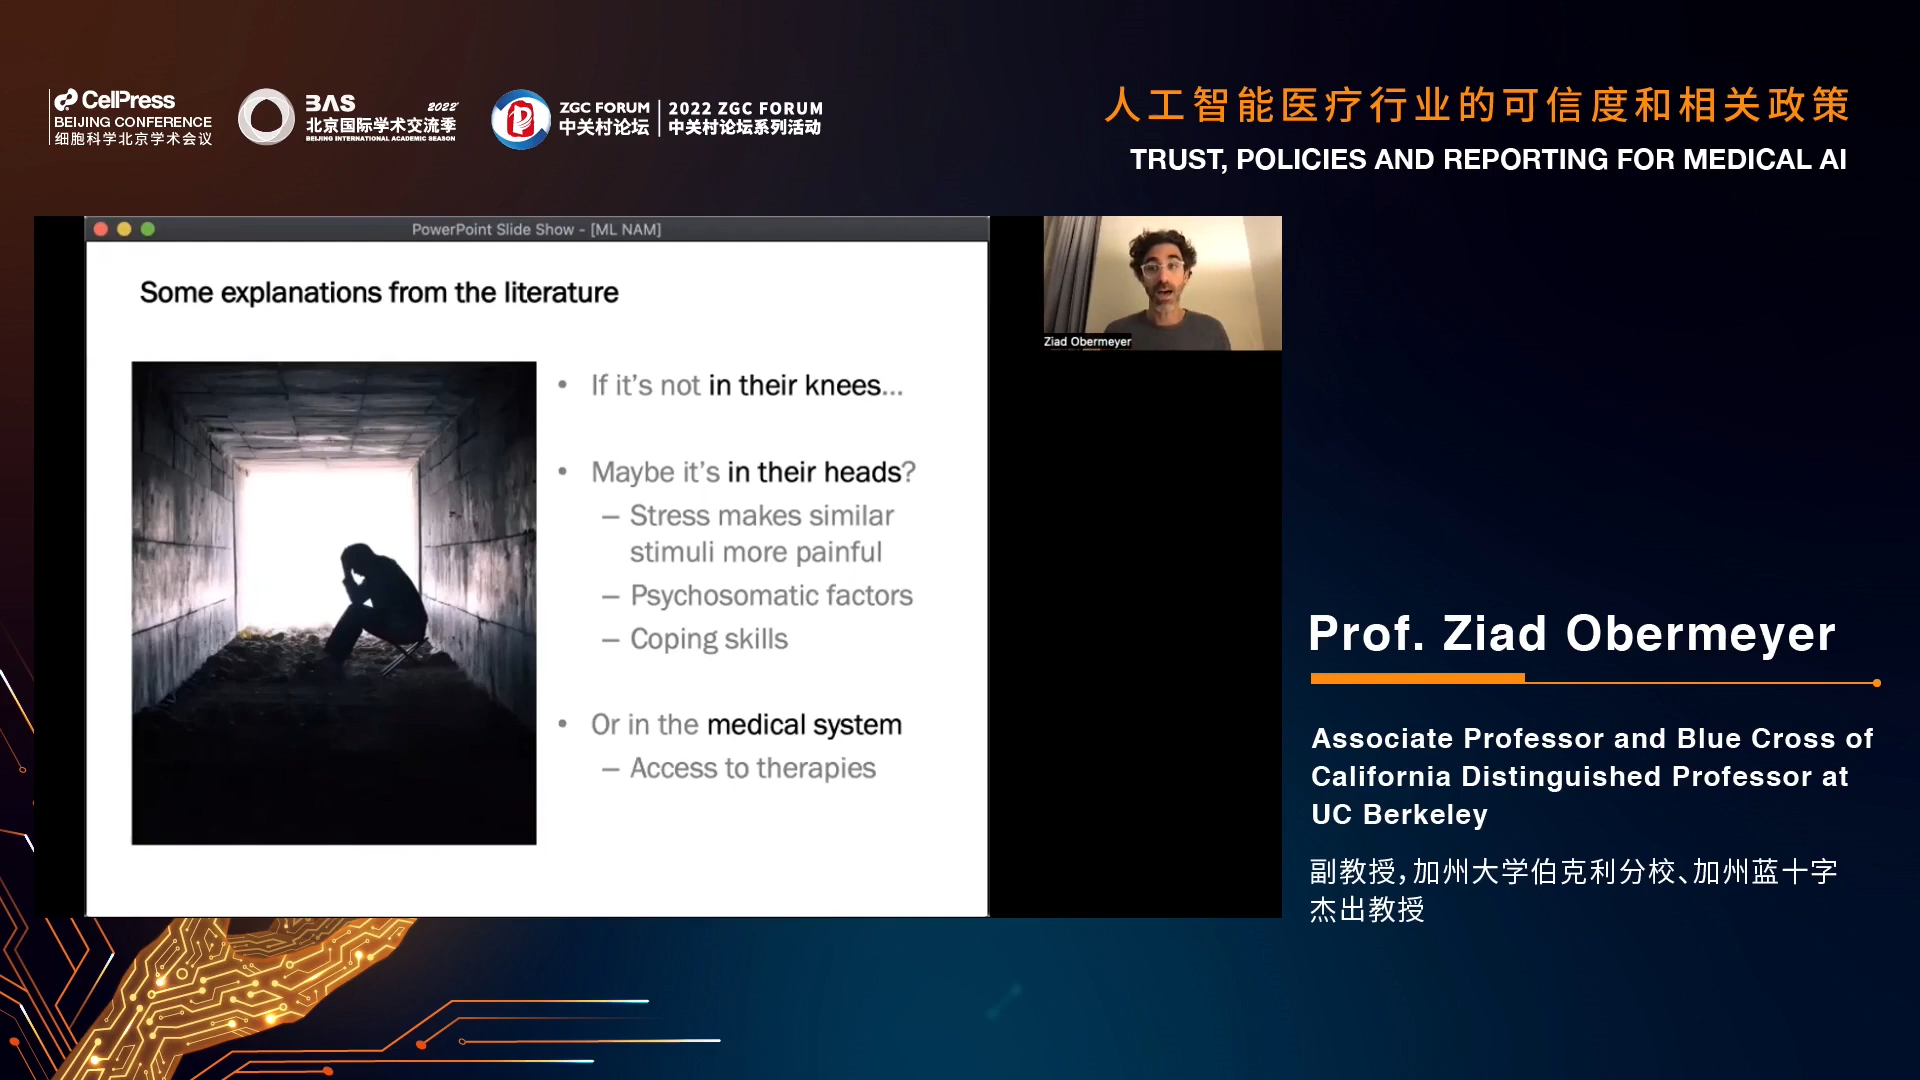 CellPress
BEIJING CONFERENCE
细胞科学北京学术会议
BAS 2022
北京国际学术交流季
BEIJING INTERNATIONAL ACADEMIC SEASON
ZGC FORUM
中关村论坛
2022 ZGC FORUM
中关村论坛系列活动
人工智能医疗行业的可信度和相关政策
TRUST, POLICIES AND REPORTING FOR MEDICAL AI
PowerPoint Slide Show - [ML NAM]
Some explanations from the literature
• If it’s not in their knees...
• Maybe it’s in their heads?
– Stress makes similar
stimuli more painful
– Psychosomatic factors
– Coping skills
• Or in the medical system
– Access to therapies
Ziad Obermeyer
Prof. Ziad Obermeyer
Associate Professor and Blue Cross of
California Distinguished Professor at
UC Berkeley
副教授，加州大学伯克利分校、加州蓝十字
杰出教授